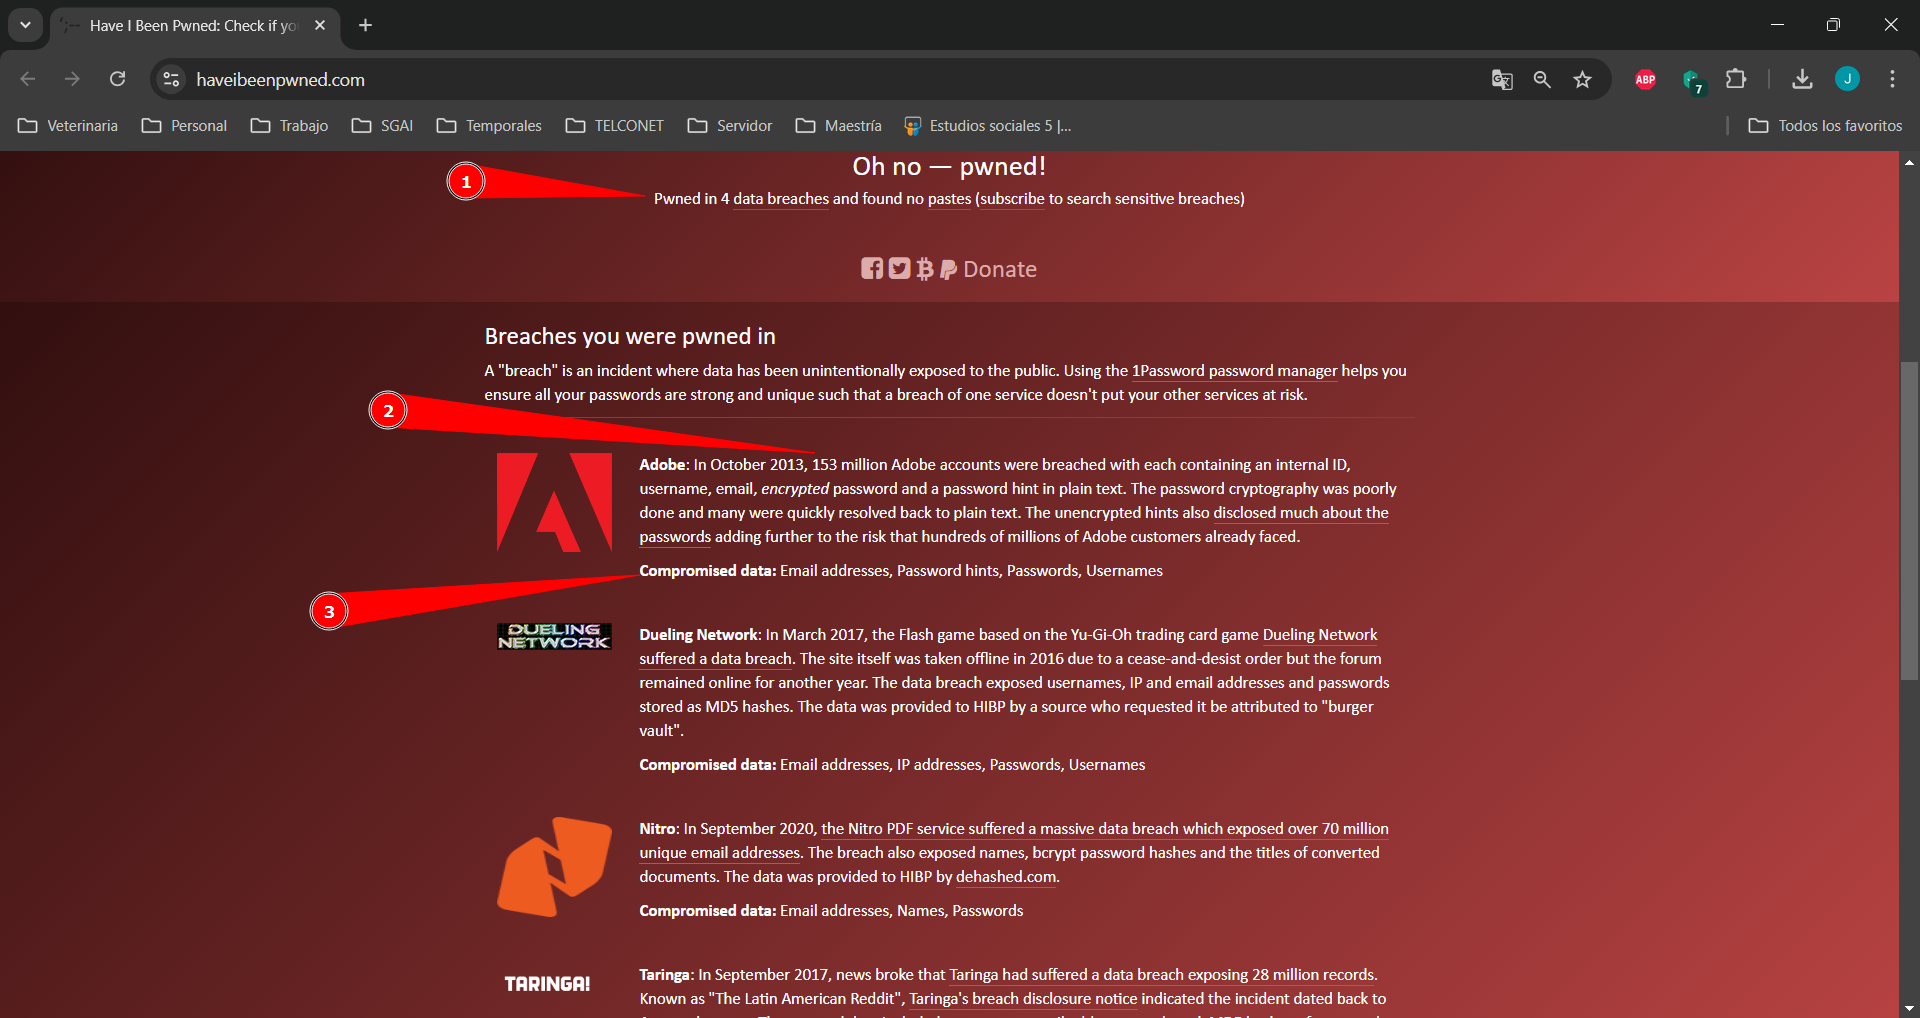 Have I Been Pwned: Check if yo
haveibeenpwned.com
ABP
7
J
Veterinaria
Personal
Trabajo
SGAI
Temporales
TELCONET
Servidor
Maestría
Estudios sociales 5 |...
Todos los favoritos
Oh no — pwned!
1
Pwned in 4 data breaches and found no pastes (subscribe to search sensitive breaches)
Donate
Breaches you were pwned in
A "breach" is an incident where data has been unintentionally exposed to the public. Using the 1Password password manager helps you
ensure all your passwords are strong and unique such that a breach of one service doesn't put your other services at risk.
2
Adobe: In October 2013, 153 million Adobe accounts were breached with each containing an internal ID,
username, email, encrypted password and a password hint in plain text. The password cryptography was poorly
done and many were quickly resolved back to plain text. The unencrypted hints also disclosed much about the
passwords adding further to the risk that hundreds of millions of Adobe customers already faced.
Compromised data: Email addresses, Password hints, Passwords, Usernames
3
DUELING
NETWORK
Dueling Network: In March 2017, the Flash game based on the Yu-Gi-Oh trading card game Dueling Network
suffered a data breach. The site itself was taken offline in 2016 due to a cease-and-desist order but the forum
remained online for another year. The data breach exposed usernames, IP and email addresses and passwords
stored as MD5 hashes. The data was provided to HIBP by a source who requested it be attributed to "burger
vault".
Compromised data: Email addresses, IP addresses, Passwords, Usernames
Nitro: In September 2020, the Nitro PDF service suffered a massive data breach which exposed over 70 million
unique email addresses. The breach also exposed names, bcrypt password hashes and the titles of converted
documents. The data was provided to HIBP by dehashed.com.
Compromised data: Email addresses, Names, Passwords
TARINGA!
Taringa: In September 2017, news broke that Taringa had suffered a data breach exposing 28 million records.
Known as "The Latin American Reddit", Taringa's breach disclosure notice indicated the incident dated back to